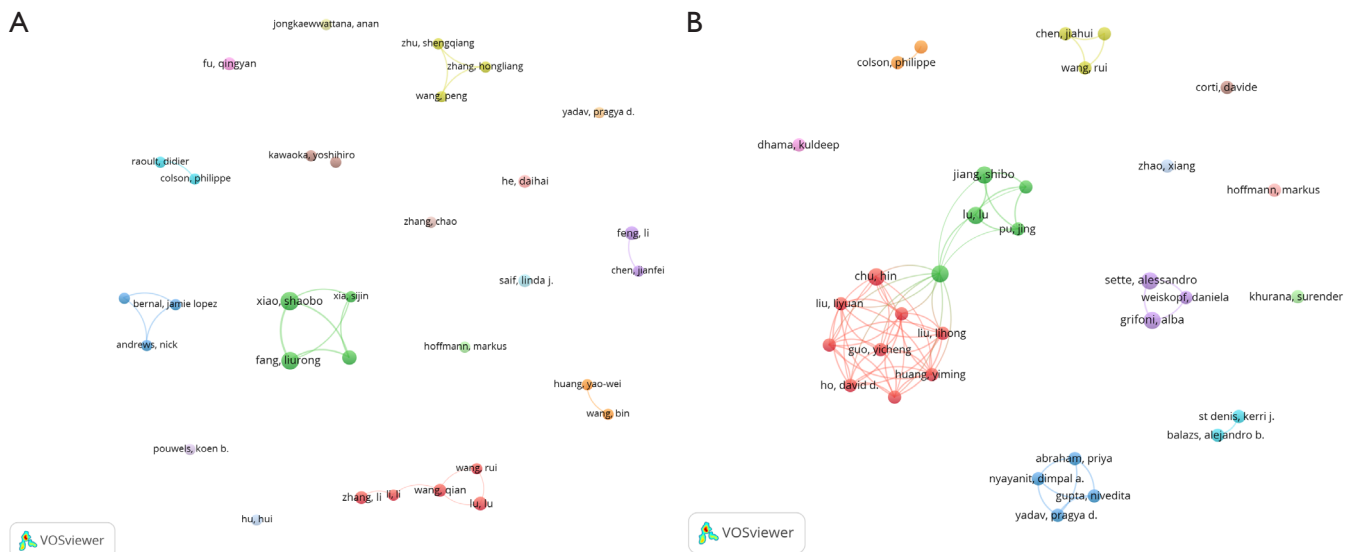 A
jongkaewwattana, anan
zhu, shengqiang
fu, qingyan
zhang, hongliang
wang, peng
yadav, pragya d.
raoult, didier
kawaoka, yoshihiro
colson, philippe
he, daihai
zhang, chao
feng, li
chen, jianfei
saif, linda j.
bernal, jamie lopez
xiao, shaobo
xia, sijin
andrews, nick
fang, liurong
hoffmann, markus
huang, yao-wei
wang, bin
pouwels, koen b.
wang, rui
zhang, li
li, li
wang, qian
lu, lu
hu, hui
VOSviewer
B
chen, jiahui
colson, philippe
wang, rui
corti, davide
dhama, kuldeep
zhao, xiang
jiang, shibo
hoffmann, markus
lu, lu
pu, jing
chu, hin
sette, alessandro
weiskopf, daniela
khurana, surender
liu, liyuan
grifoni, alba
liu, lihong
guo, yicheng
huang, yiming
ho, david d.
st denis, kerri j.
balazs, alejandro b.
abraham, priya
nyayanit, dimpal a.
gupta, nivedita
yadav, pragya d.
VOSviewer